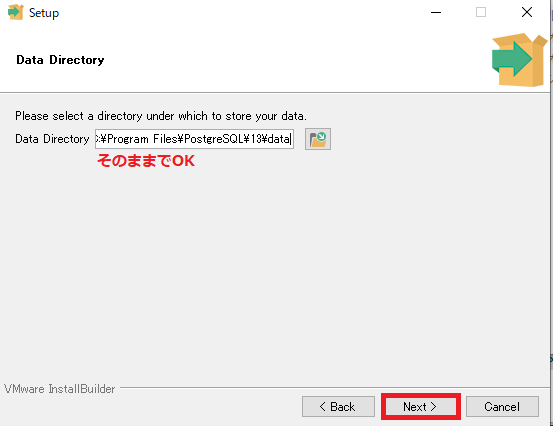 Setup
Data Directory
Please select a directory under which to store your data.
Data Directory :¥Program Files¥PostgreSQL¥13¥data
そのままでOK
VMware InstallBuilder
< Back Next > Cancel